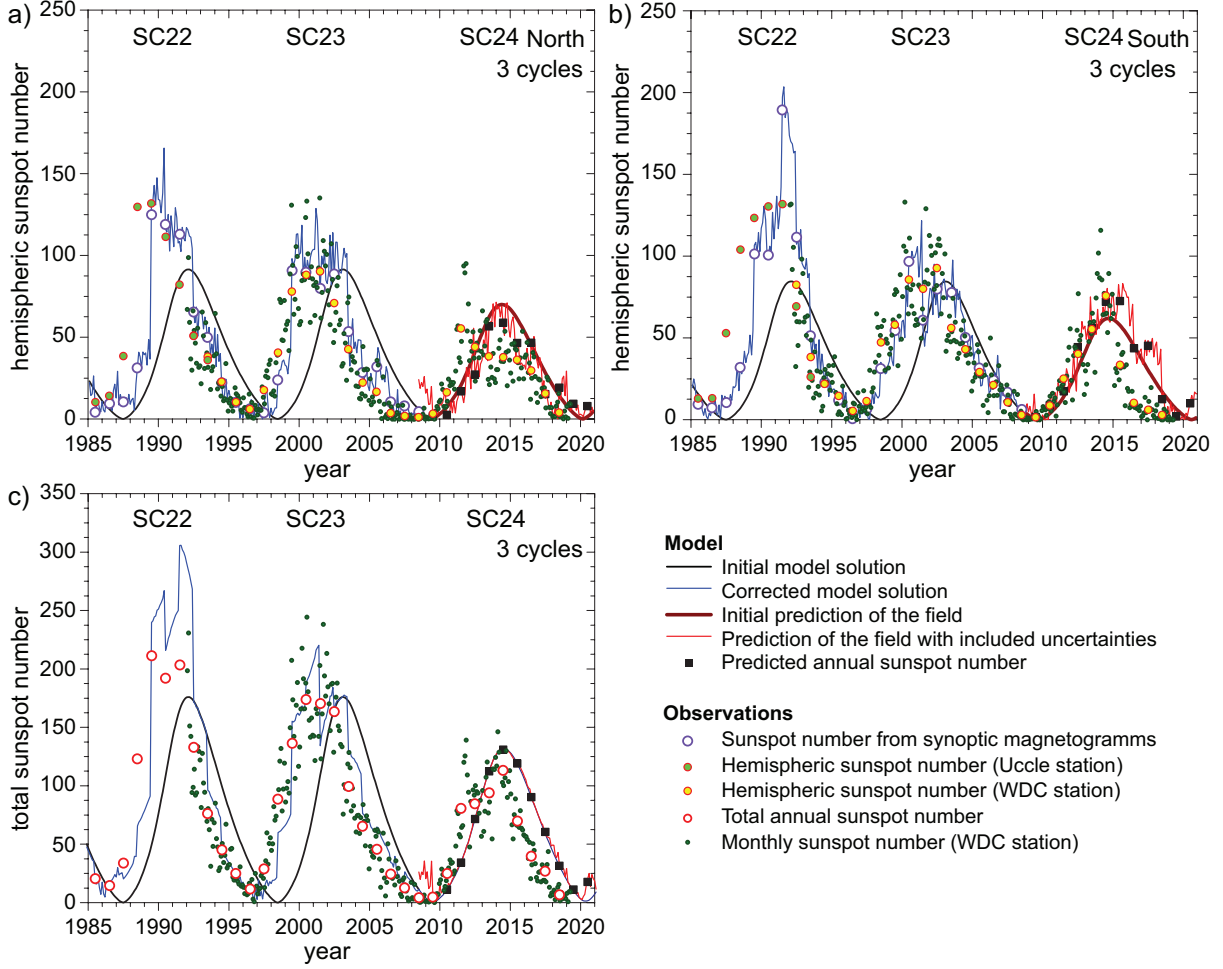 a)
SC22
SC23
SC24 North
3 cycles
hemispheric sunspot number
250
200
150
100
50
0
1985 1990 1995 2000 2005 2010 2015 2020
year
b)
SC22
SC23
SC24 South
3 cycles
hemispheric sunspot number
250
200
150
100
50
0
1985 1990 1995 2000 2005 2010 2015 2020
year
c)
SC22
SC23
SC24
3 cycles
total sunspot number
350
300
250
200
150
100
50
0
1985 1990 1995 2000 2005 2010 2015 2020
year
Model
Initial model solution
Corrected model solution
Initial prediction of the field
Prediction of the field with included uncertainties
Predicted annual sunspot number
Observations
Sunspot number from synoptic magnetogramms
Hemispheric sunspot number (Uccle station)
Hemispheric sunspot number (WDC station)
Total annual sunspot number
Monthly sunspot number (WDC station)